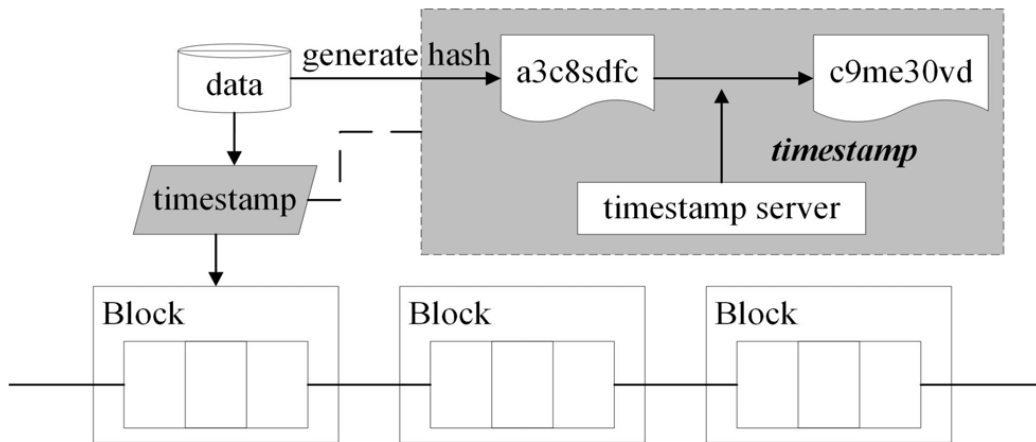 data
generate hash
a3c8sdfc
c9me30vd
timestamp
timestamp
timestamp server
Block
Block
Block